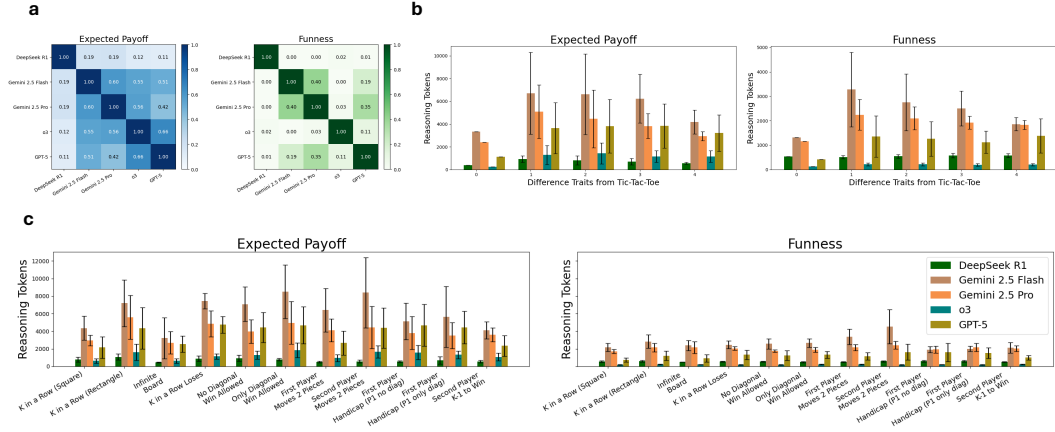 a
Expected Payoff
DeepSeek R1
Gemini 2.5 Flash
Gemini 2.5 Pro
o3
GPT-5
1.00 0.19 0.19 0.12 0.11
0.19 1.00 0.60 0.55 0.51
0.19 0.60 1.00 0.56 0.42
0.12 0.55 0.56 1.00 0.66
0.11 0.51 0.42 0.66 1.00
DeepSeek R1
Gemini 2.5 Flash
Gemini 2.5 Pro
o3
GPT-5
1.0
0.8
0.6
0.4
0.2
0.0
Funness
DeepSeek R1
Gemini 2.5 Flash
Gemini 2.5 Pro
o3
GPT-5
1.00 0.00 0.00 0.02 0.01
0.00 1.00 0.40 0.00 0.19
0.00 0.40 1.00 0.03 0.35
0.02 0.00 0.03 1.00 0.11
0.01 0.19 0.35 0.11 1.00
DeepSeek R1
Gemini 2.5 Flash
Gemini 2.5 Pro
o3
GPT-5
1.0
0.8
0.6
0.4
0.2
0.0
b
Expected Payoff
Reasoning Tokens
10000
8000
6000
4000
2000
0
0 1 2 3 4
Difference Traits from Tic-Tac-Toe
Funness
Reasoning Tokens
5000
4000
3000
2000
1000
0
0 1 2 3 4
Difference Traits from Tic-Tac-Toe
c
Expected Payoff
Reasoning Tokens
12000
10000
8000
6000
4000
2000
0
K in a Row (Square)
K in a Row (Rectangle)
Infinite
Board
K in a Row Loses
No Diagonal
Win Allowed
Only Diagonal
Win Allowed
First Player
Moves 2 Pieces
Second Player
Moves 2 Pieces
First Player
Handicap (P1 no diag)
First Player
Handicap (P1 only diag)
Second Player
K-1 to Win
Funness
Reasoning Tokens
K in a Row (Square)
K in a Row (Rectangle)
Infinite
Board
K in a Row Loses
No Diagonal
Win Allowed
Only Diagonal
Win Allowed
First Player
Moves 2 Pieces
Second Player
Moves 2 Pieces
First Player
Handicap (P1 no diag)
First Player
Handicap (P1 only diag)
Second Player
K-1 to Win
DeepSeek R1
Gemini 2.5 Flash
Gemini 2.5 Pro
o3
GPT-5